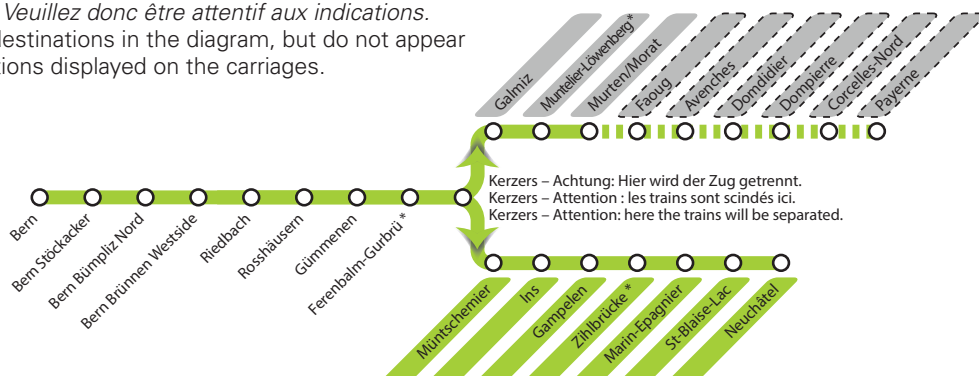 Veuillez donc être attentif aux indications.
destinations in the diagram, but do not appear
tions displayed on the carriages.
Galmiz
Muntelier-Löwenberg *
Murten/Morat
Faoug
Avenches
Domdidier
Dompierre
Corcelles-Nord
Payerne
Kerzers – Achtung: Hier wird der Zug getrennt.
Kerzers – Attention : les trains sont scindés ici.
Kerzers – Attention: here the trains will be separated.
Bern
Bern Stöckacker
Bern Bümpliz Nord
Bern Brünnen Westside
Riedbach
Rosshäusern
Gümmenen
Ferenbalm-Gurbrü *
Müntschemier
Ins
Gampelen
Zihlbrücke *
Marin-Epagnier
St-Blaise-Lac
Neuchâtel